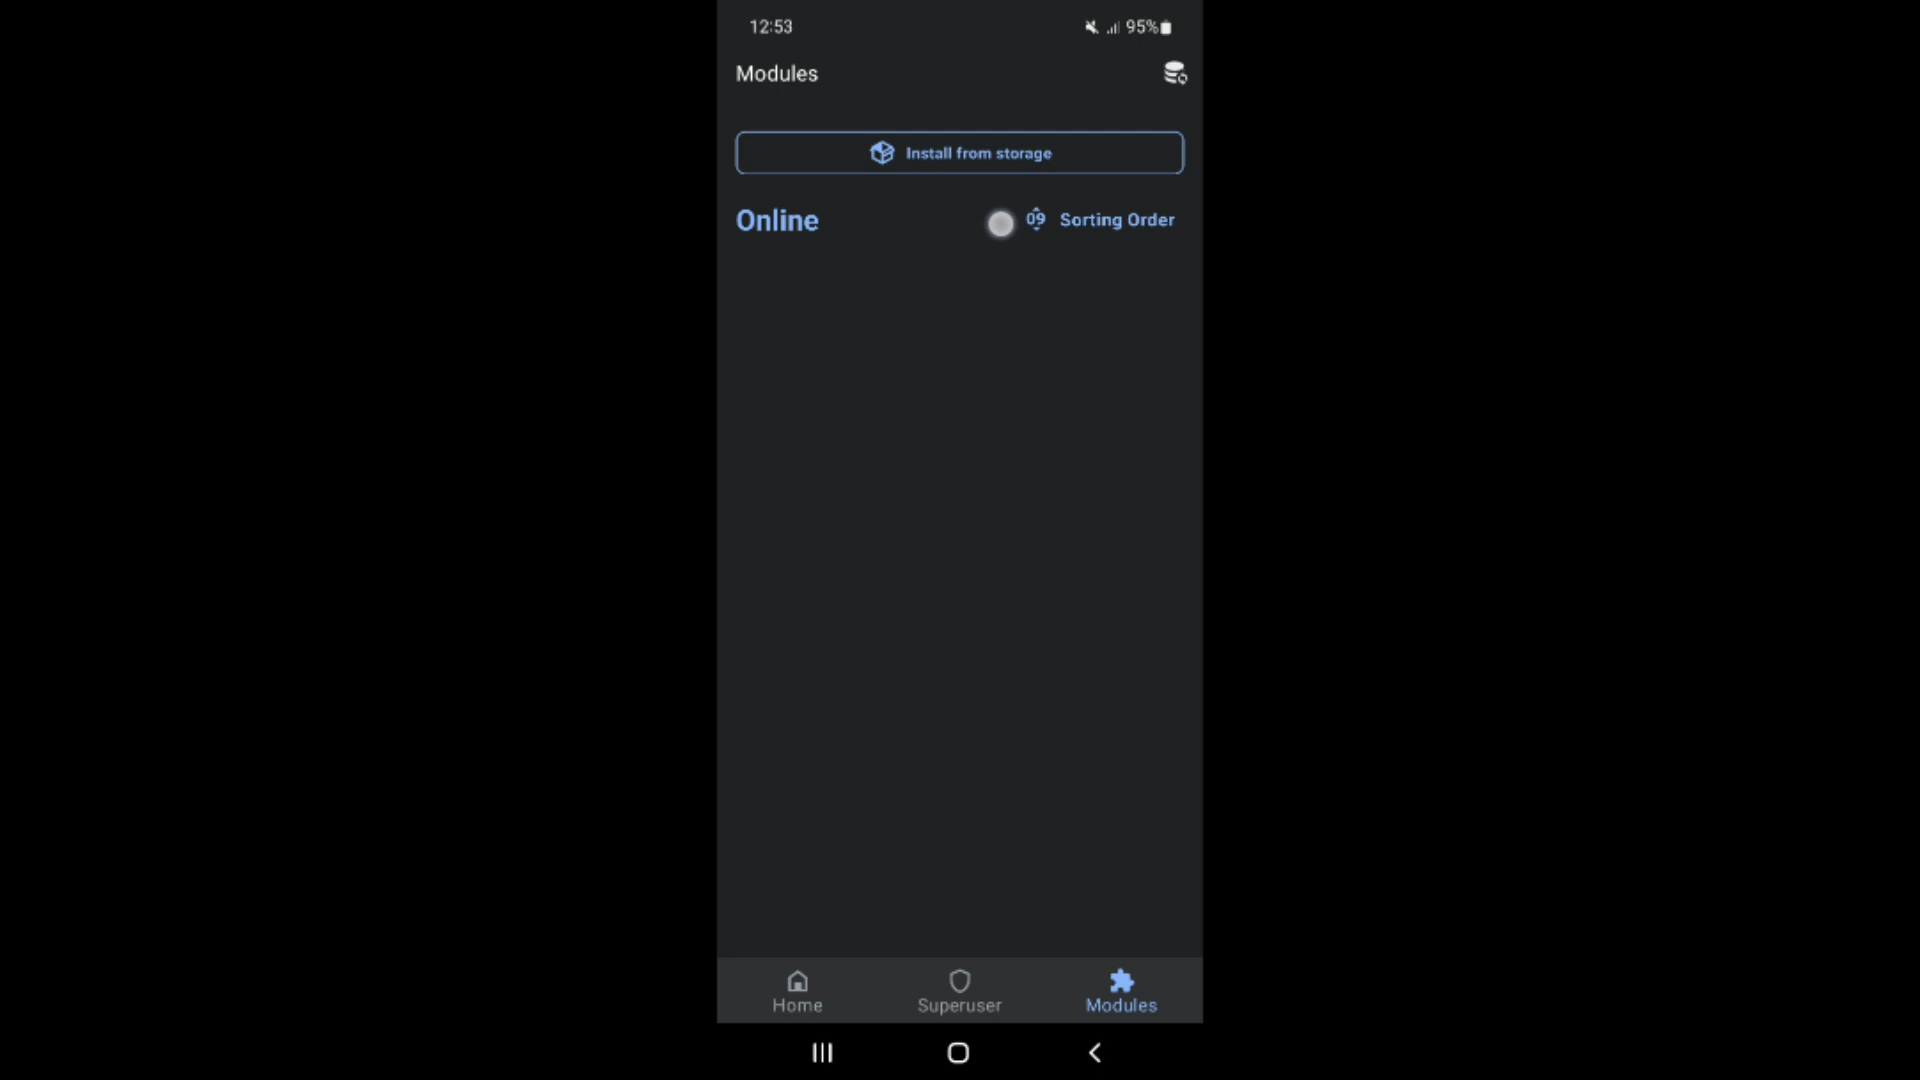 12:53
95%
Modules
Install from storage
Online
09 Sorting Order
Home
Superuser
Modules